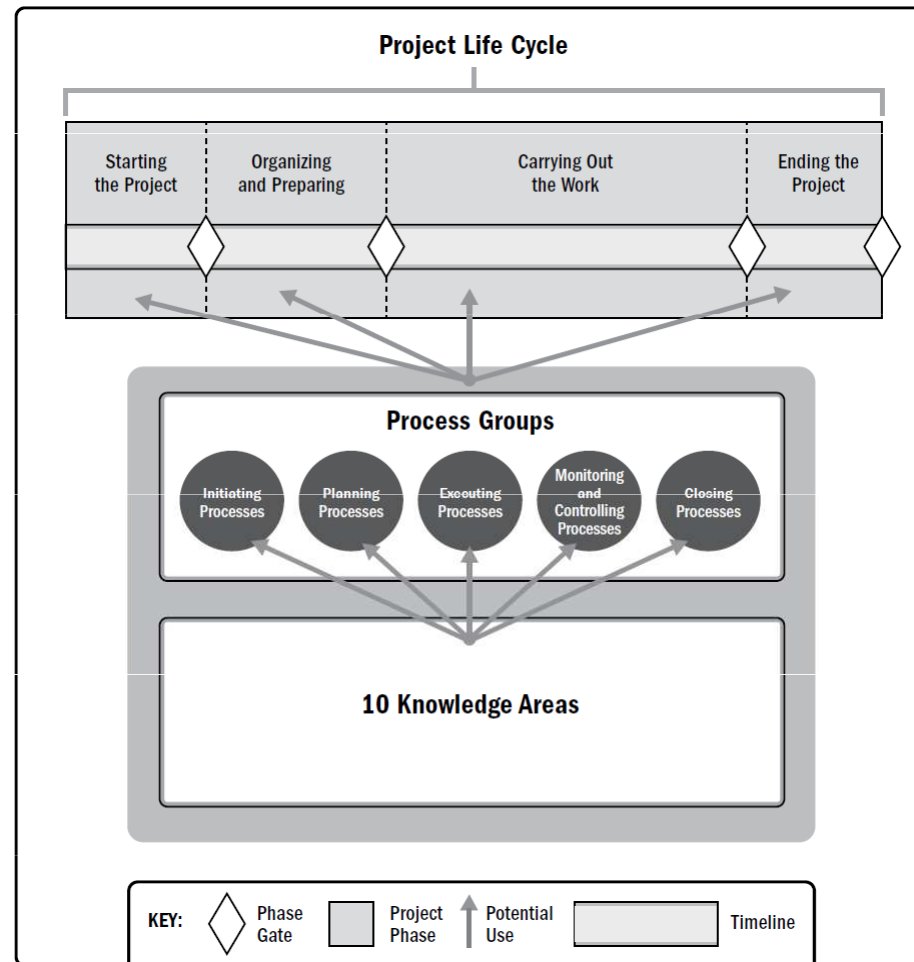 Project Life Cycle
Starting
the Project
Organizing
and Preparing
Carrying Out
the Work
Ending the
Project
Process Groups
Initiating
Processes
Planning
Processes
Executing
Processes
Monitoring
and
Controlling
Processes
Closing
Processes
10 Knowledge Areas
KEY:
Phase
Gate
Project
Phase
Potential
Use
Timeline